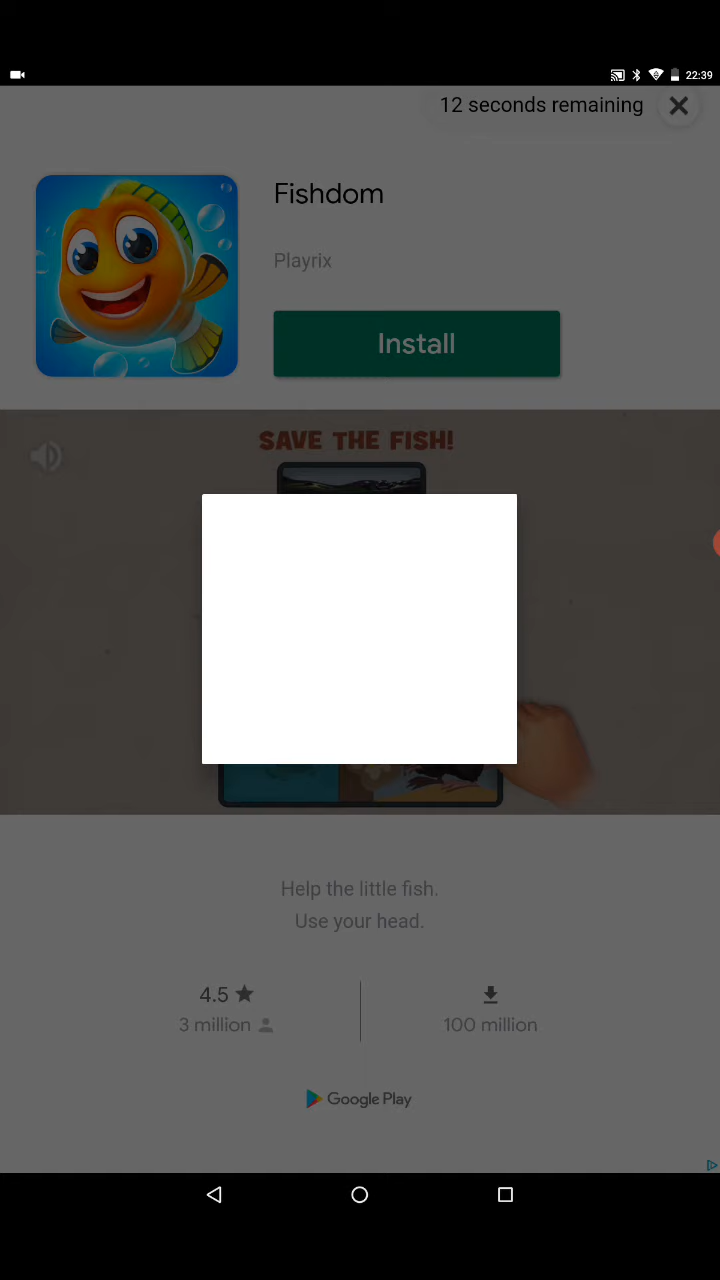 22:39
12 seconds remaining
Fishdom
Playrix
Install
SAVE THE FISH!
Help the little fish.
Use your head.
4.5
3 million
100 million
Google Play